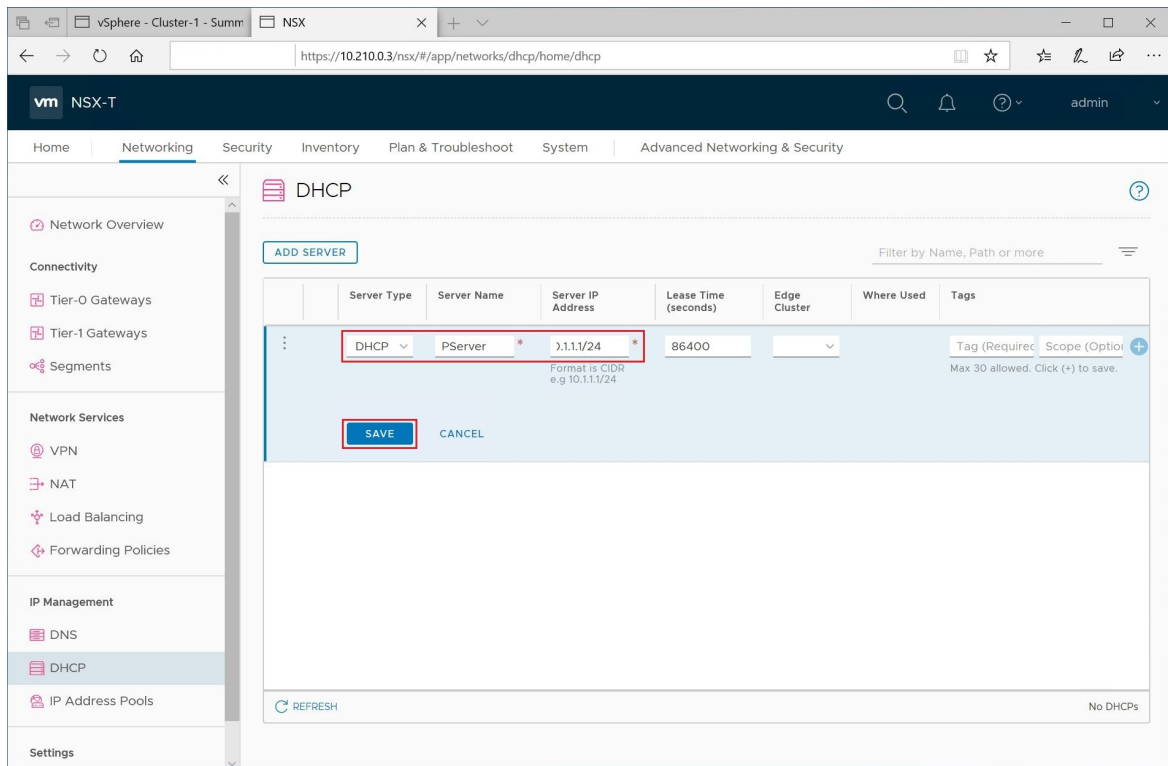 vSphere - Cluster-1 - Summ
NSX
https://10.210.0.3/nsx/#/app/networks/dhcp/home/dhcp
vm NSX-T
admin
Home Networking Security Inventory Plan & Troubleshoot System Advanced Networking & Security
DHCP
Network Overview
Connectivity
Tier-0 Gateways
Tier-1 Gateways
Segments
Network Services
VPN
NAT
Load Balancing
Forwarding Policies
IP Management
DNS
DHCP
IP Address Pools
Settings
ADD SERVER
Filter by Name, Path or more
Server Type Server Name Server IP Address Lease Time (seconds) Edge Cluster Where Used Tags
DHCP PServer * .1.1.1/24 * 86400 Tag (Required Scope (Option
Format is CIDR
e.g 10.1.1.1/24
Max 30 allowed. Click (+) to save.
SAVE CANCEL
REFRESH
No DHCPs